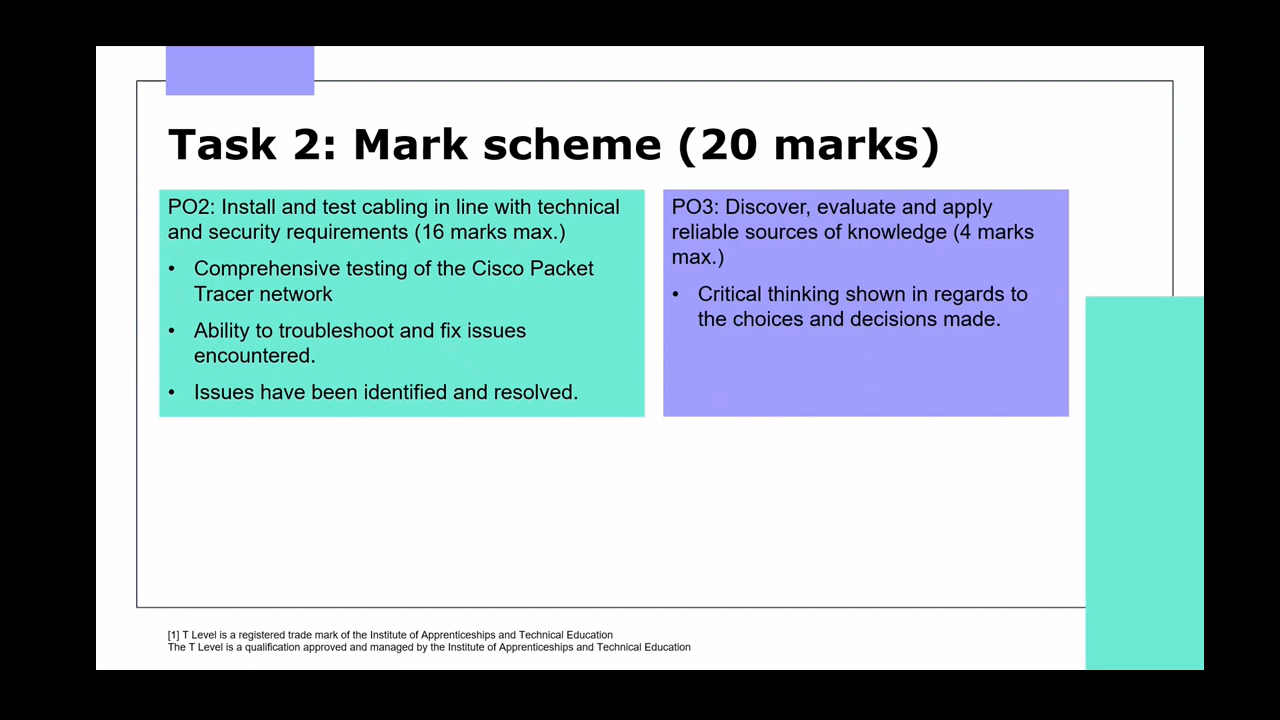 Task 2: Mark scheme (20 marks)
PO2: Install and test cabling in line with technical
and security requirements (16 marks max.)
• Comprehensive testing of the Cisco Packet
Tracer network
• Ability to troubleshoot and fix issues
encountered.
• Issues have been identified and resolved.
PO3: Discover, evaluate and apply
reliable sources of knowledge (4 marks
max.)
• Critical thinking shown in regards to
the choices and decisions made.
[1] T Level is a registered trade mark of the Institute of Apprenticeships and Technical Education
The T Level is a qualification approved and managed by the Institute of Apprenticeships and Technical Education